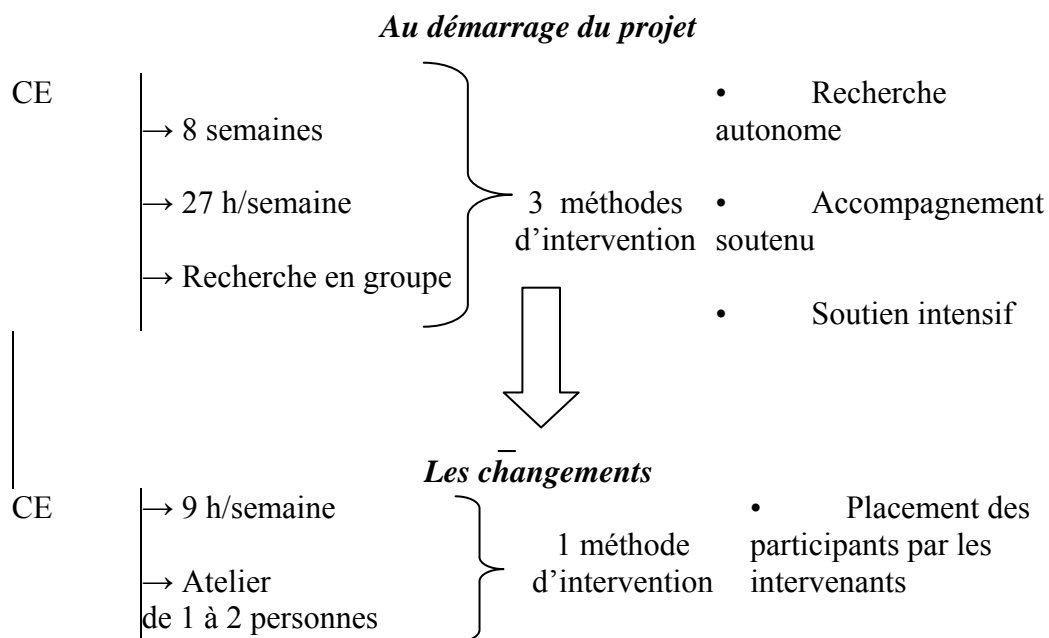 Au démarrage du projet
CE
→ 8 semaines
→ 27 h/semaine
→ Recherche en groupe
3 méthodes
d’intervention
• Recherche
autonome
• Accompagnement
soutenu
• Soutien intensif
Les changements
CE
→ 9 h/semaine
→ Atelier
de 1 à 2 personnes
1 méthode
d’intervention
• Placement des
participants par les
intervenants